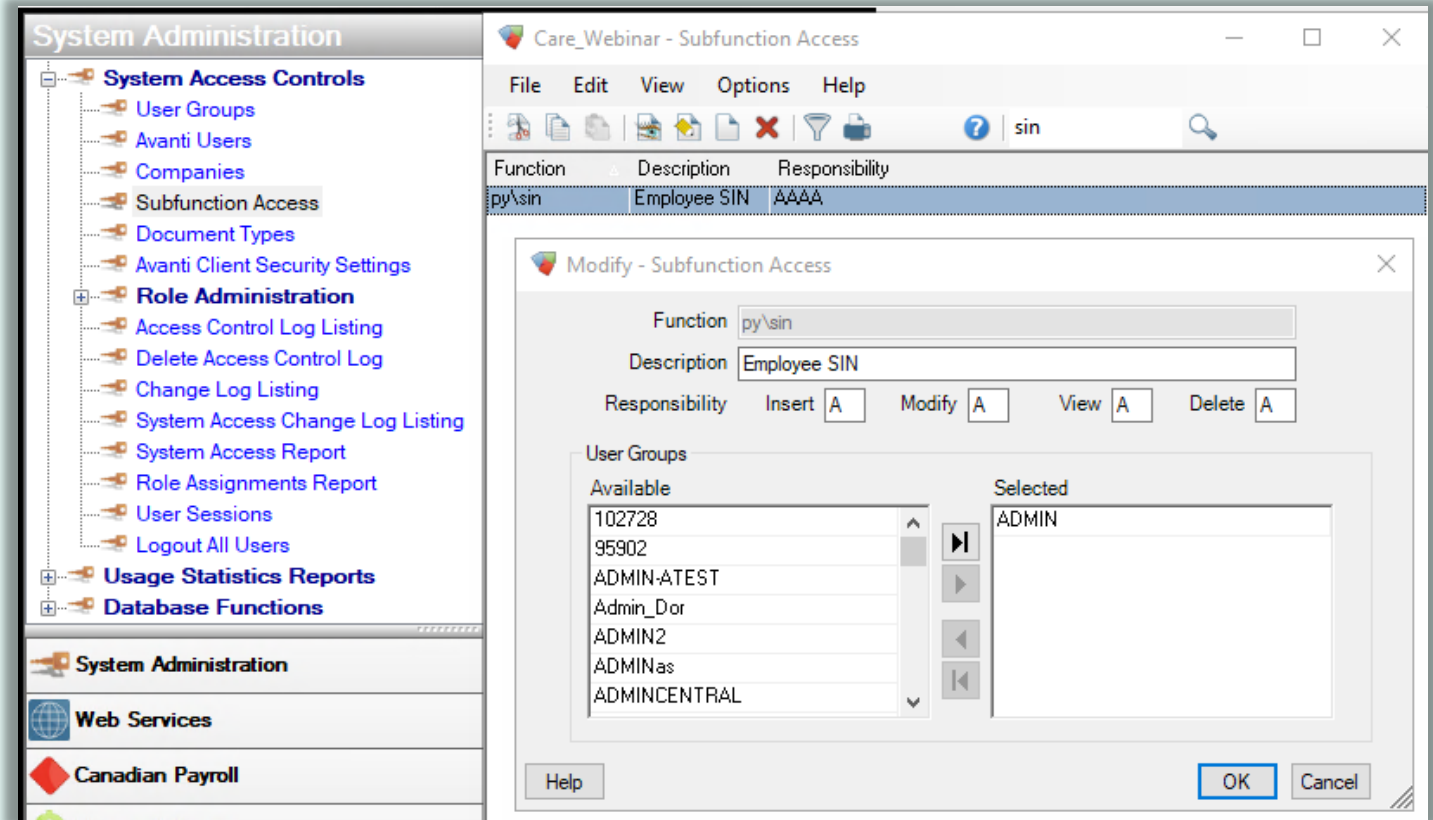 System Administration
System Access Controls
User Groups
Avanti Users
Companies
Subfunction Access
Document Types
Avanti Client Security Settings
Role Administration
Access Control Log Listing
Delete Access Control Log
Change Log Listing
System Access Change Log Listing
System Access Report
Role Assignments Report
User Sessions
Logout All Users
Usage Statistics Reports
Database Functions
System Administration
Web Services
Canadian Payroll
Care_Webinar - Subfunction Access
File Edit View Options Help
sin
Function Description Responsibility
py\sin Employee SIN AAAA
Modify - Subfunction Access
Function py\sin
Description Employee SIN
Responsibility Insert A Modify A View A Delete A
User Groups
Available
102728
95902
ADMIN-ATEST
Admin_Dor
ADMIN2
ADMINas
ADMINCENTRAL
Selected
ADMIN
Help OK Cancel